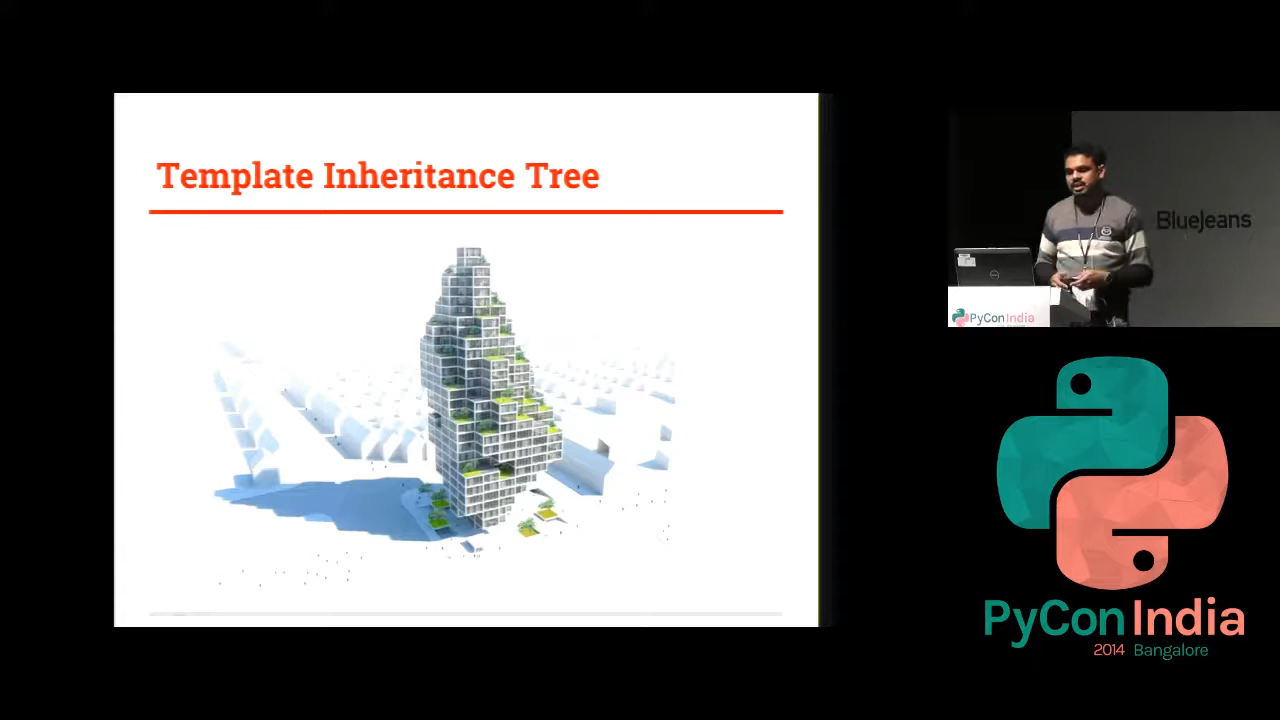 Template Inheritance Tree
BlueJeans
PyCon India
PyCon India
2014 Bangalore